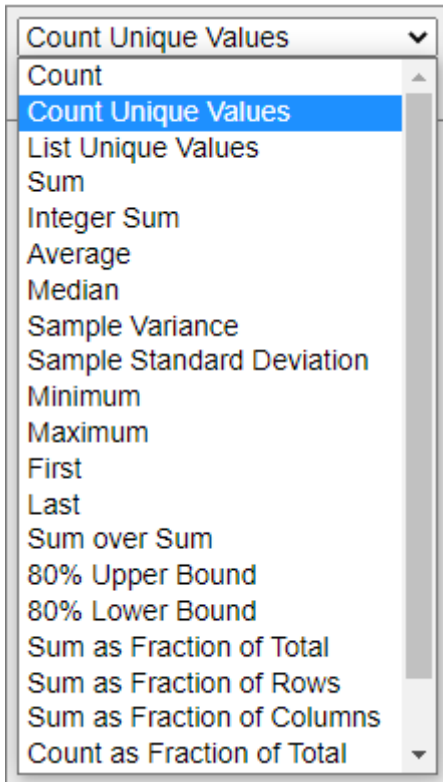 Count Unique Values
Count
Count Unique Values
List Unique Values
Sum
Integer Sum
Average
Median
Sample Variance
Sample Standard Deviation
Minimum
Maximum
First
Last
Sum over Sum
80% Upper Bound
80% Lower Bound
Sum as Fraction of Total
Sum as Fraction of Rows
Sum as Fraction of Columns
Count as Fraction of Total